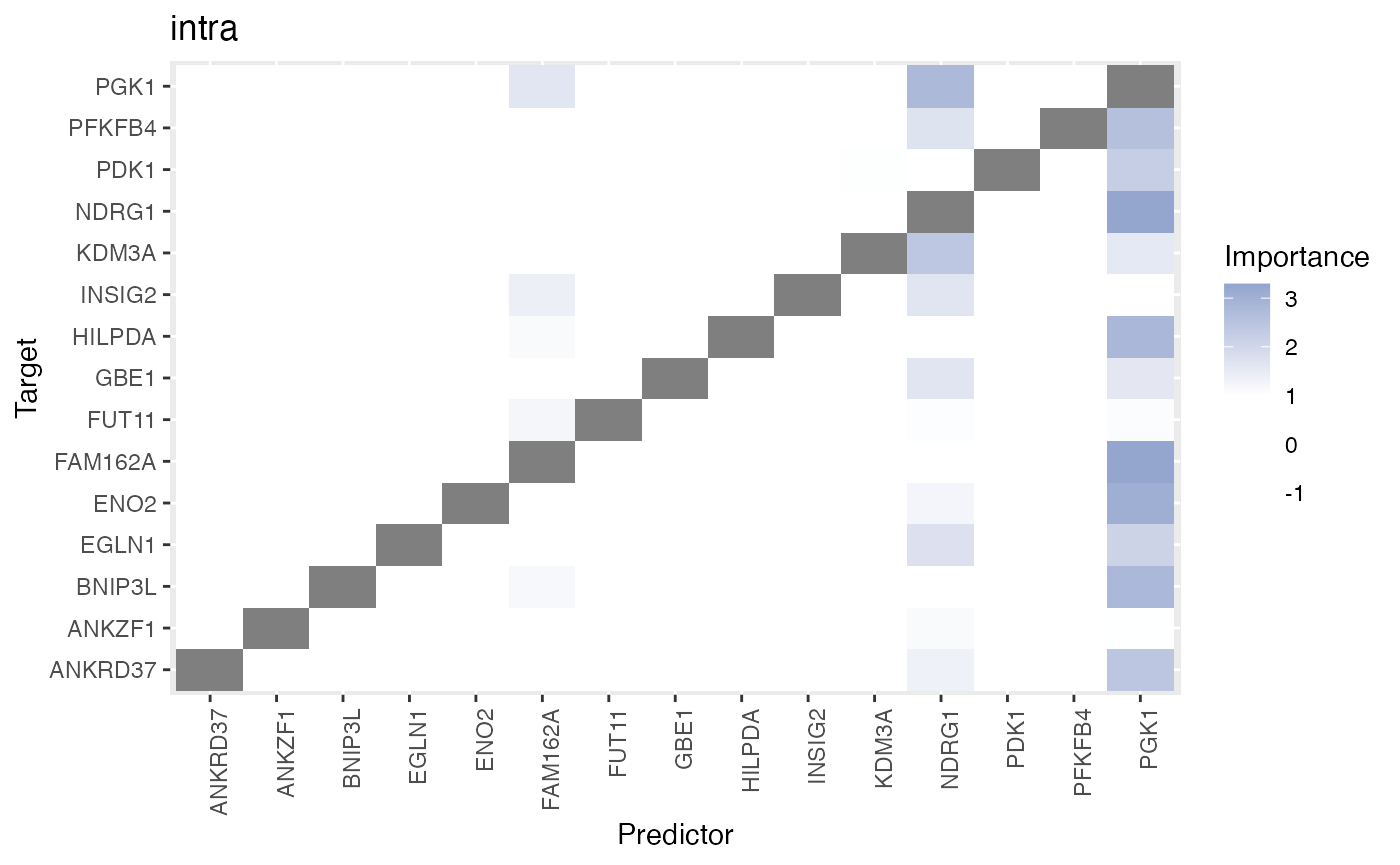 intra
PGK1
PFKFB4
PDK1
NDRG1
KDM3A
INSIG2
HILPDA
GBE1
FUT11
FAM162A
ENO2
EGLN1
BNIP3L
ANKZF1
ANKRD37
Target
ANKRD37
ANKZF1
BNIP3L
EGLN1
ENO2
FAM162A
FUT11
GBE1
HILPDA
INSIG2
KDM3A
NDRG1
PDK1
PFKFB4
PGK1
Predictor
Importance
3
2
1
0
-1